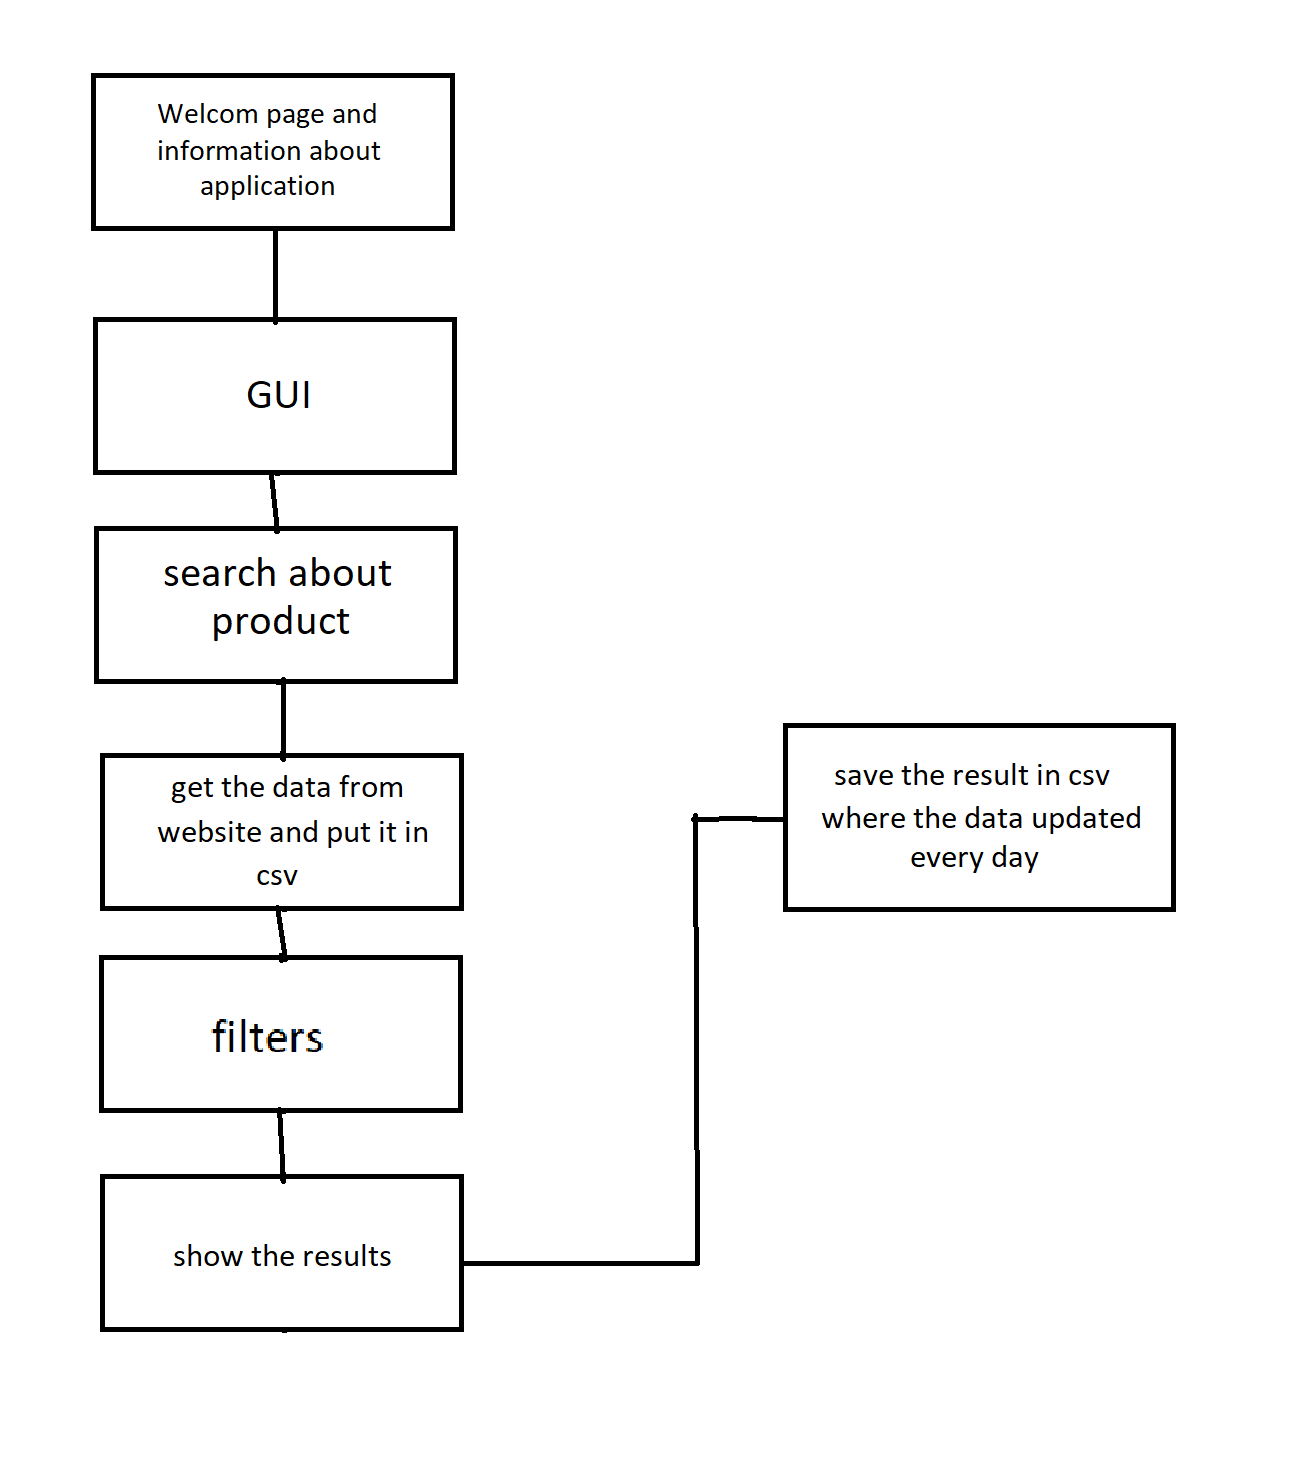 Welcom page and
information about
application
GUI
search about
product
get the data from
website and put it in
csv
filters
show the results
save the result in csv
where the data updated
every day